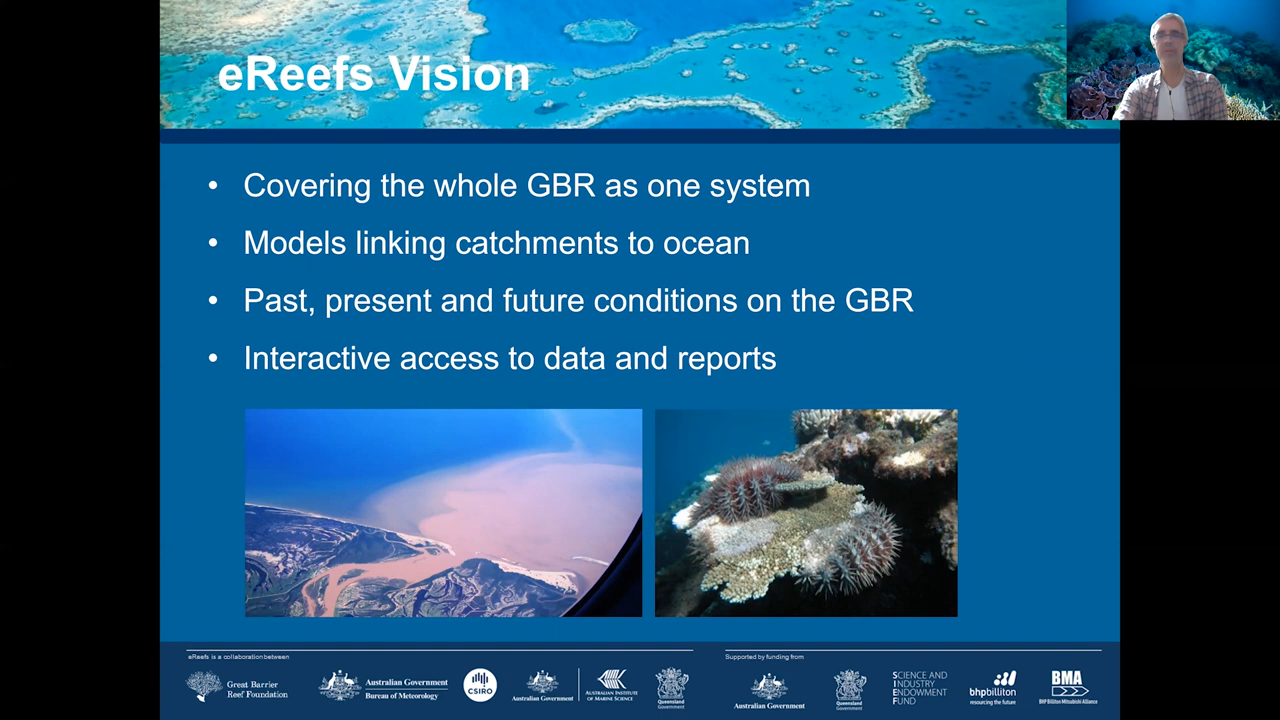 eReefs Vision
• Covering the whole GBR as one system
• Models linking catchments to ocean
• Past, present and future conditions on the GBR
• Interactive access to data and reports
eReefs is a collaboration between
Great Barrier
Reef Foundation
Australian Government
Bureau of Meteorology
CSIRO
Australian Government
AUSTRALIAN INSTITUTE
OF MARINE SCIENCE
Queensland
Government
Supported by funding from
Australian Government
Queensland
Government
SCIENCE AND
INDUSTRY
ENDOWMENT
FUND
bhpbilliton
resourcing the future
BMA
BHP Billiton Mitsubishi Alliance